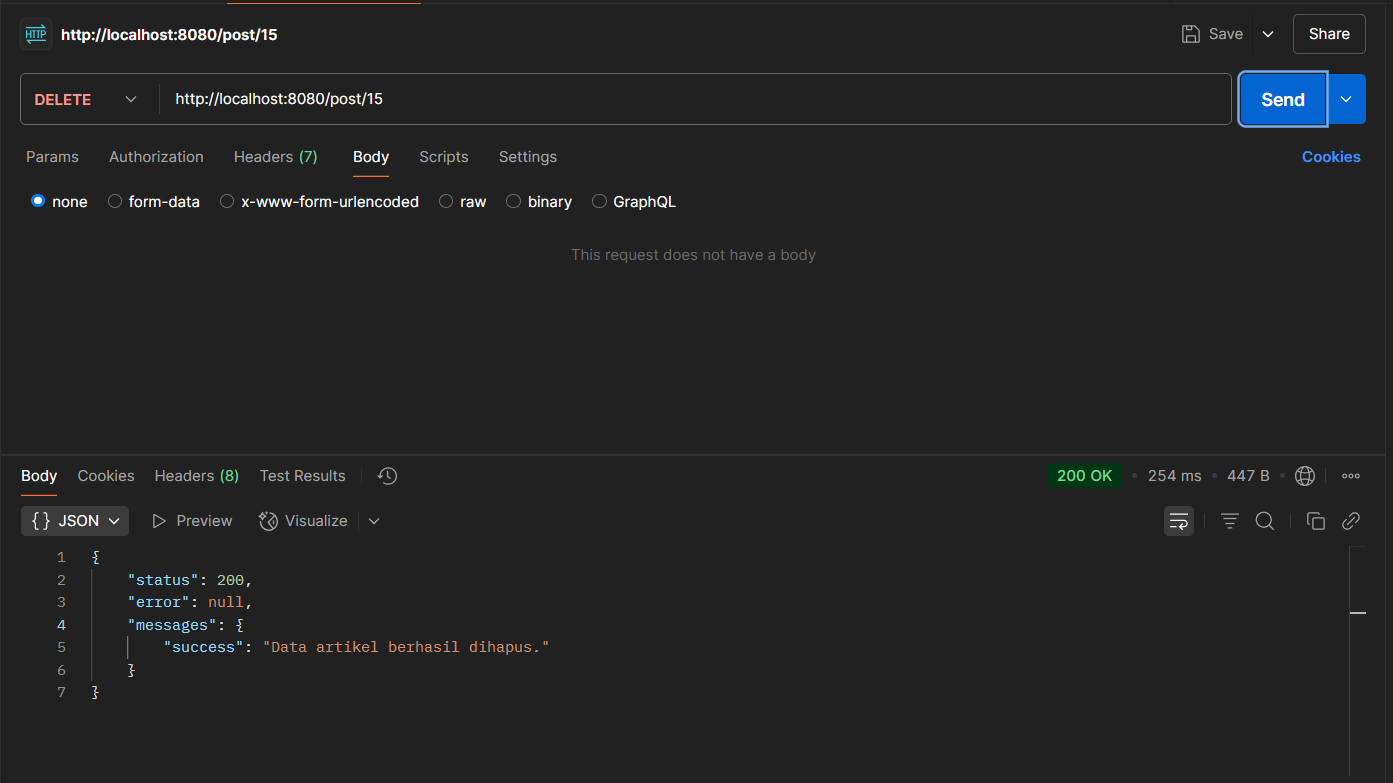 HTTP http://localhost:8080/post/15 Save Share
DELETE http://localhost:8080/post/15 Send
Params Authorization Headers (7) Body Scripts Settings Cookies
none form-data x-www-form-urlencoded raw binary GraphQL
This request does not have a body
Body Cookies Headers (8) Test Results 200 OK • 254 ms • 447 B •
{} JSON Preview Visualize
1 {
2 "status": 200,
3 "error": null,
4 "messages": {
5 "success": "Data artikel berhasil dihapus."
6 }
7 }